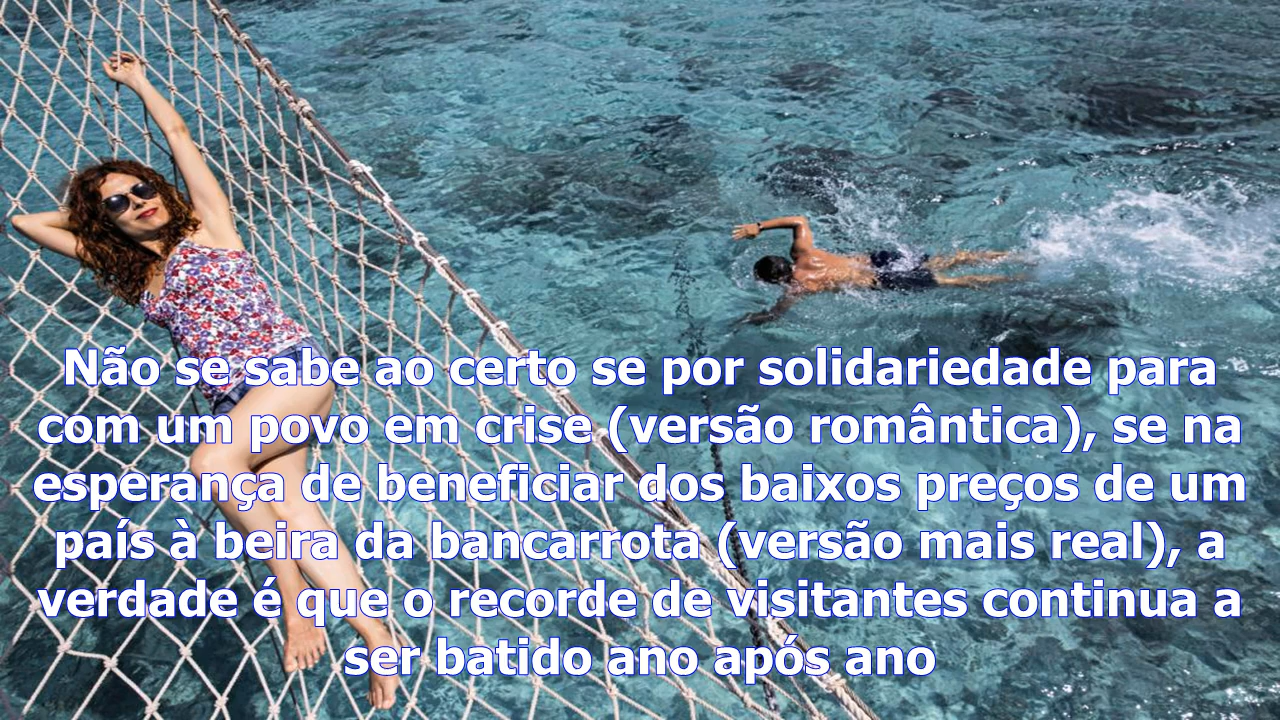 Não se sabe ao certo se por solidariedade para
com um povo em crise (versão romântica), se na
esperança de beneficiar dos baixos preços de um
país à beira da bancarrota (versão mais real), a
verdade é que o recorde de visitantes continua a
ser batido ano após ano